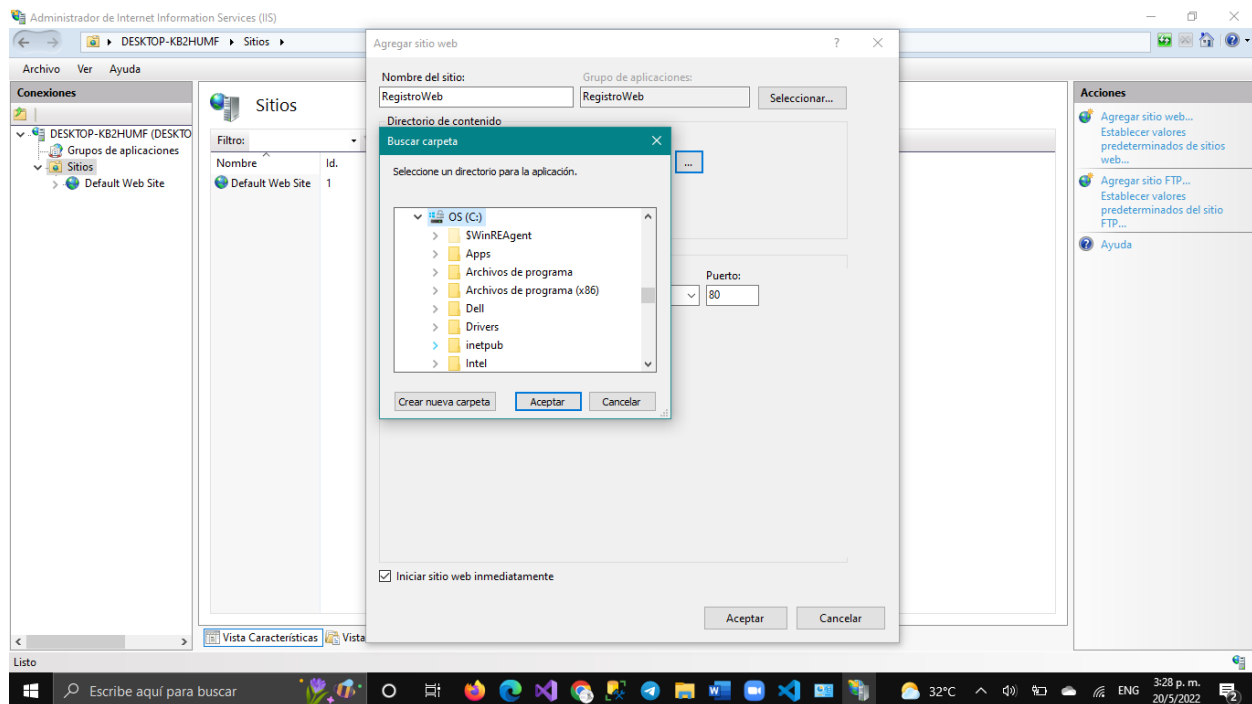 Administrador de Internet Information Services (IIS)
DESKTOP-KB2HUMF
Sitios
Archivo Ver Ayuda
Conexiones
DESKTOP-KB2HUMF (DESKTO
Grupos de aplicaciones
Sitios
Default Web Site
Sitios
Filtro:
Nombre Id.
Default Web Site 1
Vista Características
Vista
Agregar sitio web
?
Nombre del sitio:
Grupo de aplicaciones:
RegistroWeb
RegistroWeb
Seleccionar...
Directorio de contenido
...
Buscar carpeta
Seleccione un directorio para la aplicación.
OS (C:)
$WinREAgent
Apps
Archivos de programa
Archivos de programa (x86)
Dell
Drivers
inetpub
Intel
Crear nueva carpeta
Aceptar
Cancelar
Puerto:
80
Iniciar sitio web inmediatamente
Aceptar
Cancelar
Acciones
Agregar sitio web...
Establecer valores
predeterminados de sitios
web...
Agregar sitio FTP...
Establecer valores
predeterminados del sitio
FTP...
Ayuda
Listo
Escribe aquí para buscar
32°C
ENG
3:28 p. m.
20/5/2022
2